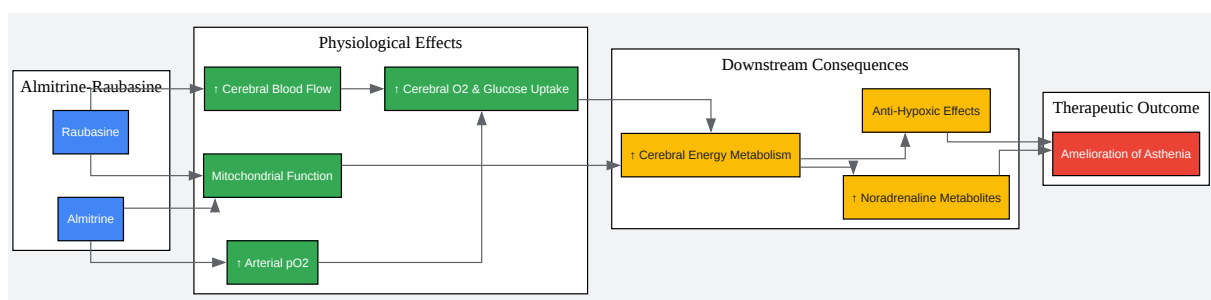 Almitrine-Raubasine
Raubasine
Almitrine
Physiological Effects
↑ Cerebral Blood Flow
↑ Cerebral O2 & Glucose Uptake
Mitochondrial Function
↑ Arterial pO2
Downstream Consequences
Anti-Hypoxic Effects
↑ Cerebral Energy Metabolism
↑ Noradrenaline Metabolites
Therapeutic Outcome
Amelioration of Asthenia